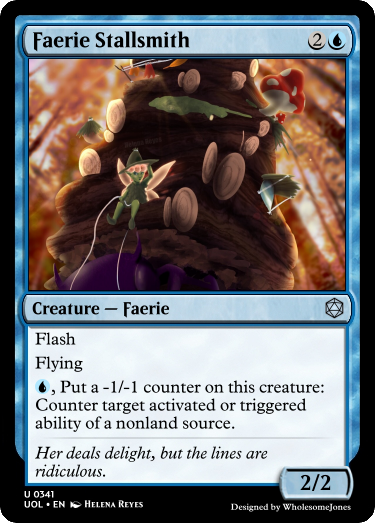 Faerie Stallsmith 2
Creature — Faerie
Flash
Flying
, Put a -1/-1 counter on this creature:
Counter target activated or triggered
ability of a nonland source.
Her deals delight, but the lines are
ridiculous.
2/2
U 0341
UOL • EN Helena Reyes
Designed by WholesomeJones